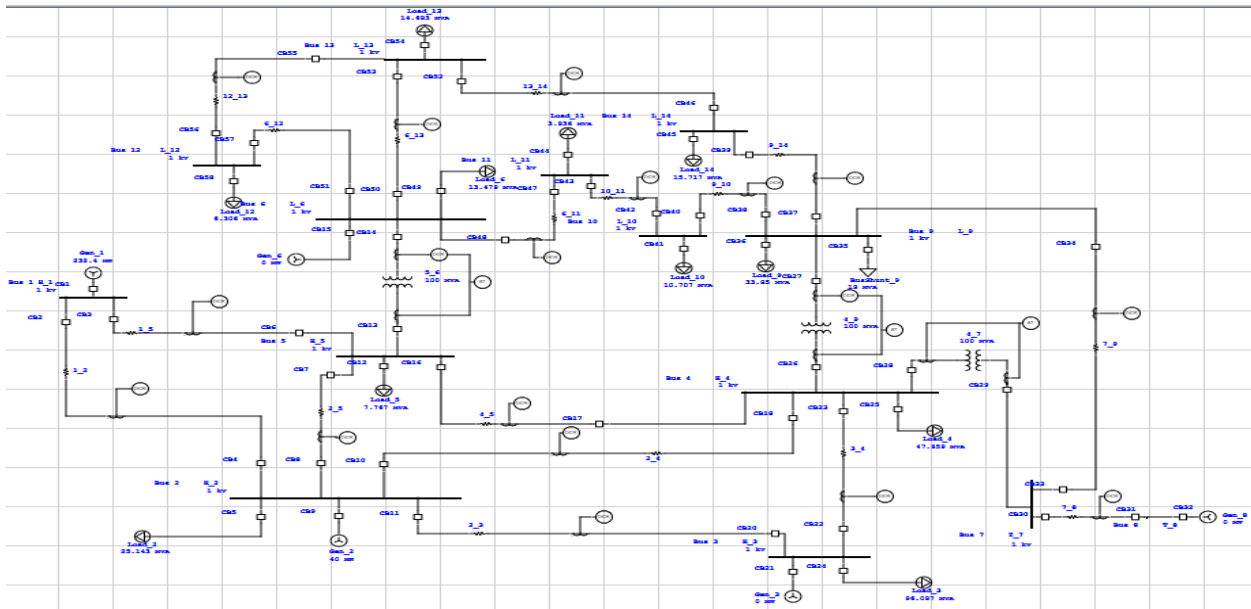 Load_13
14.693 MVA
CB54
CB55
Bus 13
L_13
1 kV
CB53
CB52
12_13
13_14
CB46
6_13
CB56
CB57
6_12
Bus 12
L_12
1 kV
CB58
Load_12
6.306 MVA
Load_11
3.936 MVA
Bus 14
L_14
1 kV
CB45
CB39
9_14
Load_14
15.717 MVA
CB44
Bus 11
L_11
1 kV
CB43
CB47
Load_6
13.479 MVA
10_11
9_10
CB51
CB50
CB49
CB42
CB40
CB38
CB37
Bus 6
L_6
1 kV
CB15
CB14
6_11
Bus 10
L_10
1 kV
CB41
CB36
CB35
Bus 9
L_9
1 kV
CB34
CB48
Gen_6
0 MW
Load_10
10.707 MVA
Load_9
33.85 MVA
CB27
BusShunt_9
19 MVA
Gen_1
232.4 MW
Bus 1
H_1
1 kV
CB1
CB2
CB3
5_6
100 MVA
4_9
100 MVA
4_7
100 MVA
7_9
1_5
CB6
CB13
Bus 5
H_5
1 kV
CB12
CB16
CB7
Load_5
7.767 MVA
CB26
CB28
CB29
Bus 4
H_4
1 kV
1_2
2_5
4_5
CB17
CB18
CB23
CB25
Load_4
47.959 MVA
2_4
3_4
CB4
CB8
CB10
Bus 2
H_2
1 kV
CB5
CB9
CB11
CB33
CB30
7_8
CB31
CB32
Gen_8
0 MW
Bus 8
T_8
Bus 7
T_7
1 kV
Load_2
25.143 MVA
Gen_2
40 MW
2_3
CB20
CB22
Bus 3
H_3
1 kV
CB21
CB24
Gen_3
0 MW
Load_3
96.097 MVA